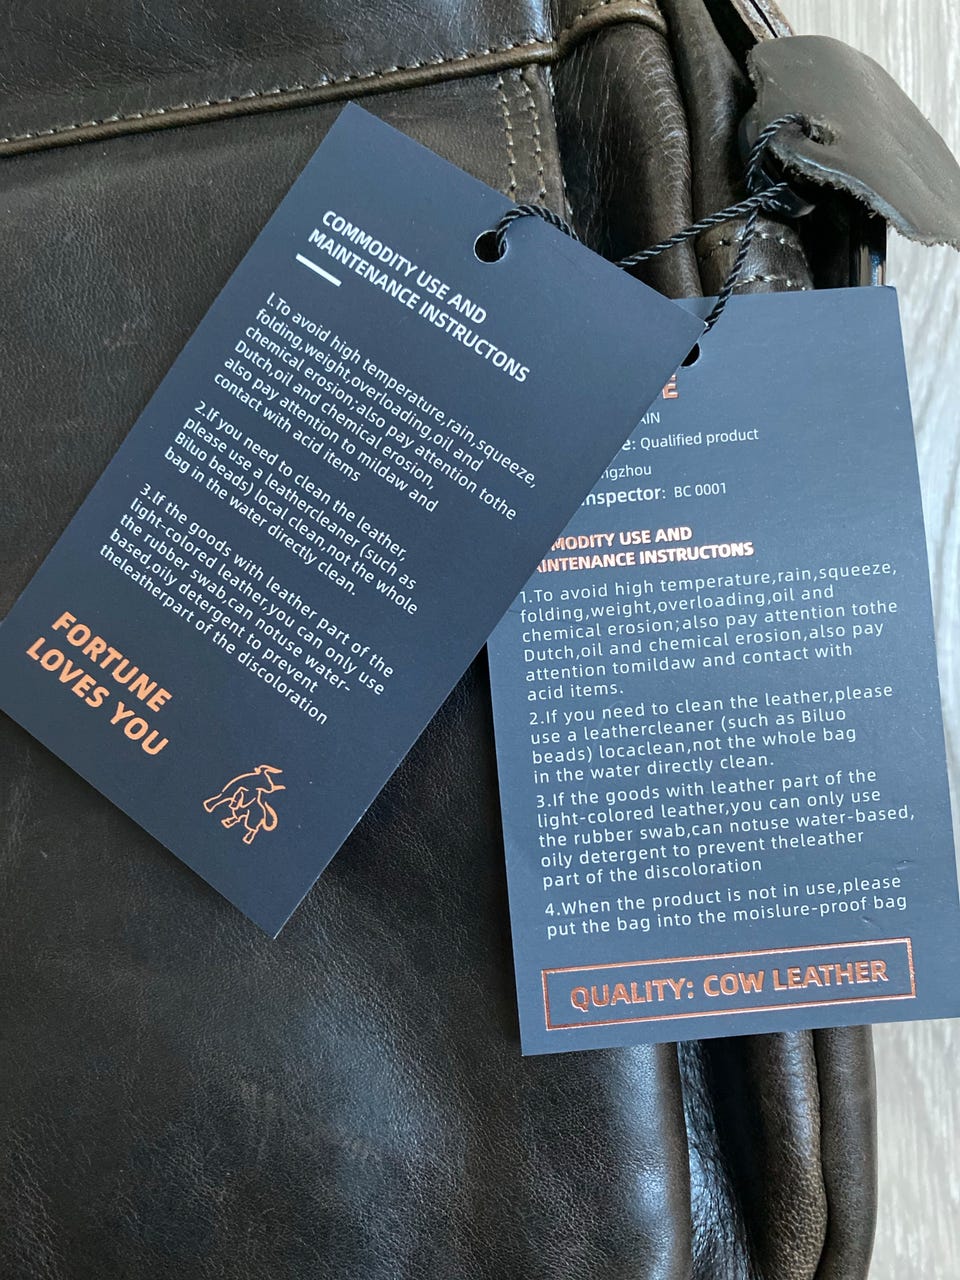 COMMODITY USE AND
MAINTENANCE INSTRUCTONS
1.To avoid high temperature,rain,squeeze,
folding,weight,overloading,oil and
chemical erosion;also pay attention tothe
Dutch,oil and chemical erosion,
also pay attention to mildaw and
contact with acid items
2.If you need to clean the leather,
please use a leathercleaner (such as
Biluo beads) local clean,not the whole
bag in the water directly clean.
3.If the goods with leather part of the
light-colored leather,you can only use
the rubber swab,can notuse water-
based,oily detergent to prevent
theleatherpart of the discoloration
FORTUNE
LOVES YOU
E
AIN
e: Qualified product
ngzhou
nspector: BC 0001
MODITY USE AND
AINTENANCE INSTRUCTONS
1.To avoid high temperature,rain,squeeze,
folding,weight,overloading,oil and
chemical erosion;also pay attention tothe
Dutch,oil and chemical erosion,also pay
attention tomildaw and contact with
acid items.
2.If you need to clean the leather,please
use a leathercleaner (such as Biluo
beads) locaclean,not the whole bag
in the water directly clean.
3.If the goods with leather part of the
light-colored leather,you can only use
the rubber swab,can notuse water-based,
oily detergent to prevent theleather
part of the discoloration
4.When the product is not in use,please
put the bag into the moislure-proof bag
QUALITY: COW LEATHER